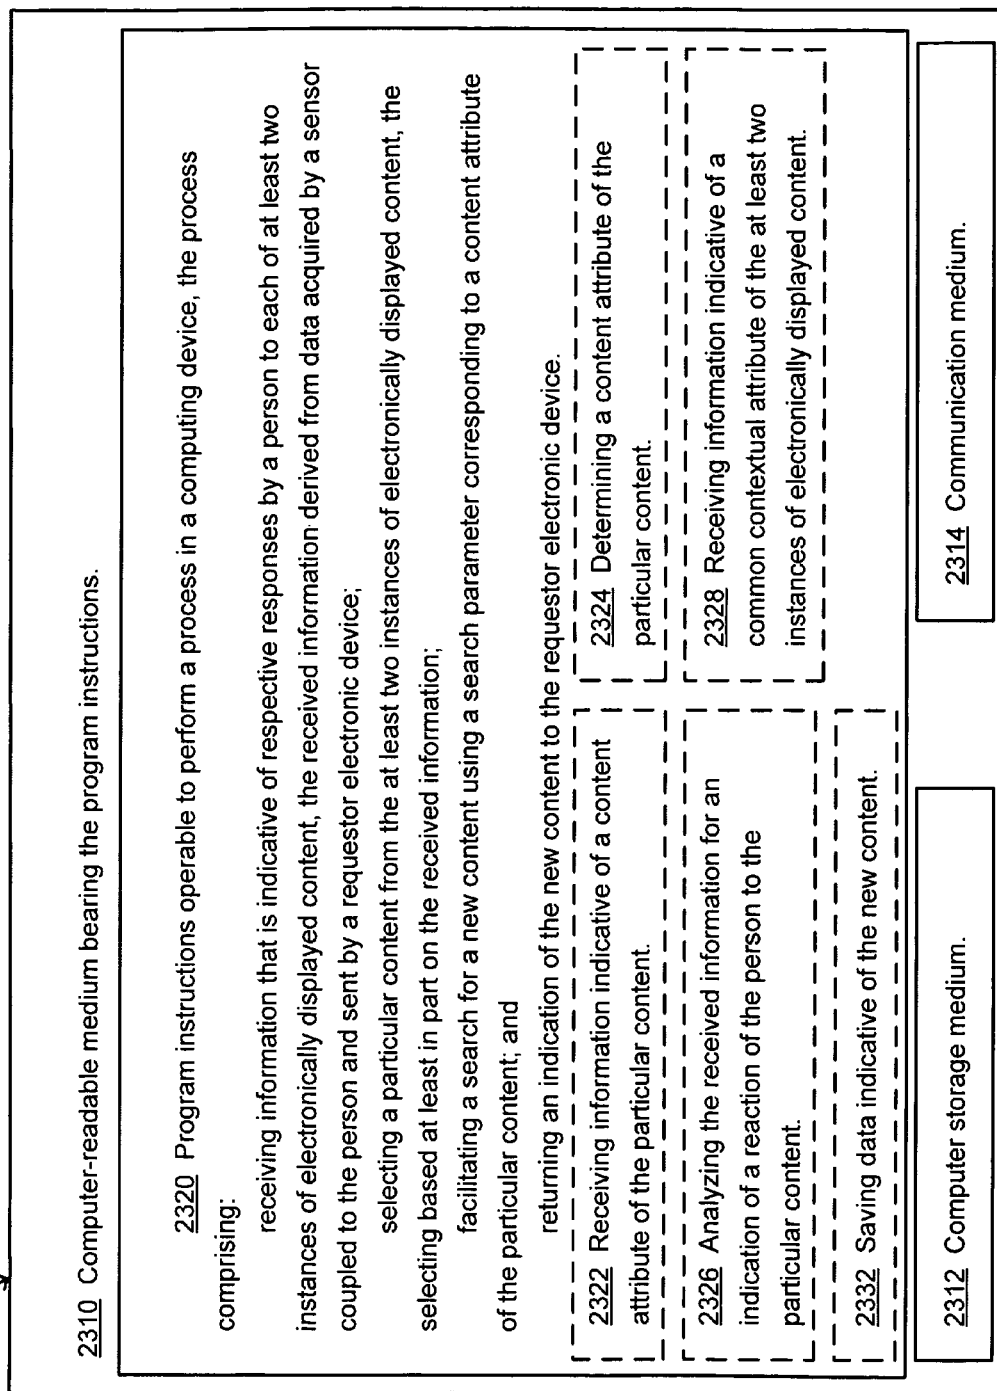 2310 Computer-readable medium bearing the program instructions.
2320 Program instructions operable to perform a process in a computing device, the process
comprising:
receiving information that is indicative of respective responses by a person to each of at least two
instances of electronically displayed content, the received information derived from data acquired by a sensor
coupled to the person and sent by a requestor electronic device;
selecting a particular content from the at least two instances of electronically displayed content, the
selecting based at least in part on the received information;
facilitating a search for a new content using a search parameter corresponding to a content attribute
of the particular content; and
returning an indication of the new content to the requestor electronic device.
2322 Receiving information indicative of a content
attribute of the particular content.
2324 Determining a content attribute of the
particular content.
2326 Analyzing the received information for an
indication of a reaction of the person to the
particular content.
2328 Receiving information indicative of a
common contextual attribute of the at least two
instances of electronically displayed content.
2332 Saving data indicative of the new content.
2312 Computer storage medium.
2314 Communication medium.